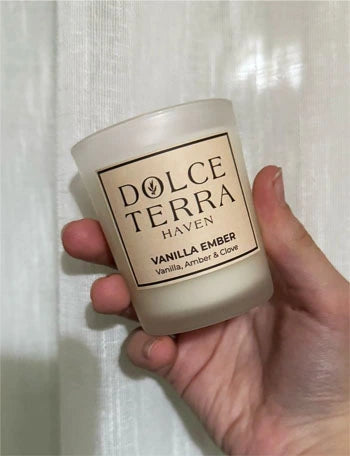 DOLCE
TERRA
HAVEN
VANILLA EMBER
Vanilla, Amber & Clove